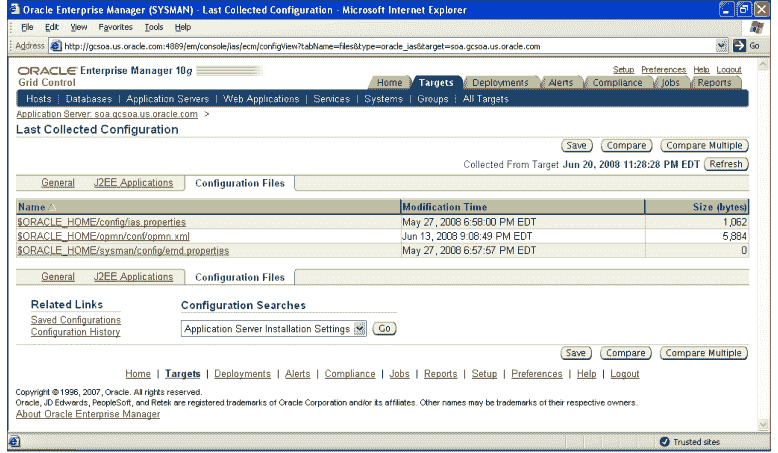 Oracle Enterprise Manager (SYSMAN) - Last Collected Configuration - Microsoft Internet Explorer
File Edit View Favorites Tools Help
Address http://gcsoa.us.oracle.com:4889/em/console/ias/ecm/configView?tabName=files&type=oracle_ias&target=soa.gcsoa.us.oracle.com Go
ORACLE Enterprise Manager 10g
Setup Preferences Help Logout
Grid Control
Home Targets Deployments Alerts Compliance Jobs Reports
Hosts | Databases | Application Servers | Web Applications | Services | Systems | Groups | All Targets
Application Server: soa.gcsoa.us.oracle.com >
Last Collected Configuration
Save Compare Compare Multiple
Collected From Target Jun 20, 2008 11:28:28 PM EDT Refresh
General J2EE Applications Configuration Files
Name Modification Time Size (bytes)
$ORACLE_HOME/config/ias.properties May 27, 2008 6:58:00 PM EDT 1,062
$ORACLE_HOME/opmn/conf/opmn.xml Jun 13, 2008 9:08:49 PM EDT 5,884
$ORACLE_HOME/sysman/config/emd.properties May 27, 2008 6:57:57 PM EDT 0
General J2EE Applications Configuration Files
Related Links
Saved Configurations
Configuration History
Configuration Searches
Application Server Installation Settings Go
Save Compare Compare Multiple
Home | Targets | Deployments | Alerts | Compliance | Jobs | Reports | Setup | Preferences | Help | Logout
Copyright © 1996, 2007, Oracle. All rights reserved.
Oracle, JD Edwards, PeopleSoft, and Retek are registered trademarks of Oracle Corporation and/or its affiliates. Other names may be trademarks of their respective owners.
About Oracle Enterprise Manager
Trusted sites